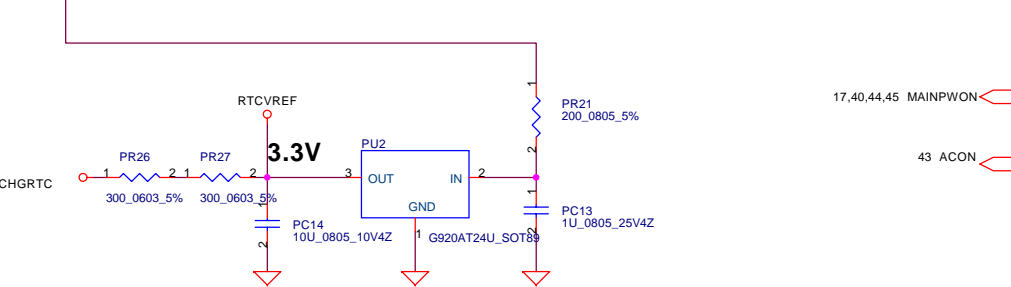 1
PR21
200_0805_5%
2
17,40,44,45 MAINPWON
RTCVREF
3.3V
PU2
PR26
PR27
43 ACON
CHGRTC
1
2
1
2
3
OUT
IN
2
300_0603_5%
300_0603_5%
1
GND
1
PC13
1U_0805_25V4Z
PC14
10U_0805_10V4Z
2
1
G920AT24U_SOT89
2